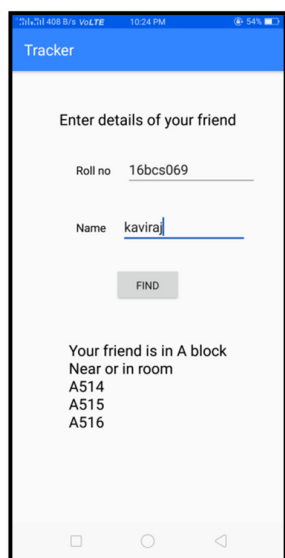 408 B/s VoLTE 10:24 PM 54%
Tracker
Enter details of your friend
Roll no 16bcs069
Name kaviraj
FIND
Your friend is in A block
Near or in room
A514
A515
A516